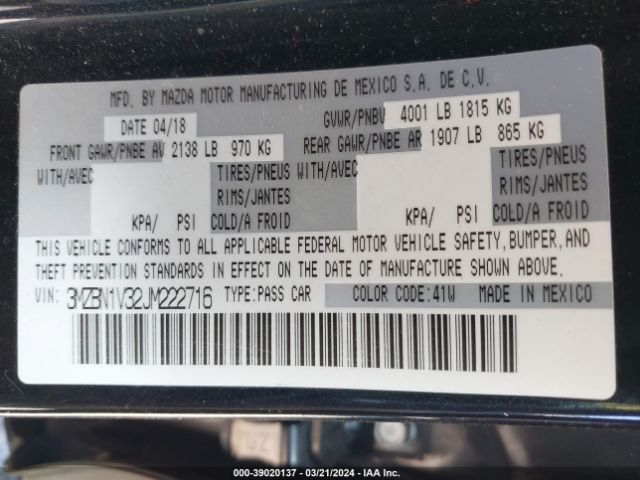 MFD. BY MAZDA MOTOR MANUFACTURING DE MEXICO S.A. DE C.V.
DATE 04/18 GVWR/PNBV 4001 LB 1815 KG
FRONT GAWR/PNBE AV 2138 LB 970 KG REAR GAWR/PNBE AR 1907 LB 865 KG
WITH/AVEC TIRES/PNEUS WITH/AVEC TIRES/PNEUS
RIMS/JANTES RIMS/JANTES
KPA/ PSI COLD/A FROID KPA/ PSI COLD/A FROID
THIS VEHICLE CONFORMS TO ALL APPLICABLE FEDERAL MOTOR VEHICLE SAFETY, BUMPER, AND
THEFT PREVENTION STANDARDS IN EFFECT ON THE DATE OF MANUFACTURE SHOWN ABOVE.
VIN: 3MZBN1V32JM222716 TYPE:PASS CAR COLOR CODE:41W MADE IN MEXICO
000-39020137 - 03/21/2024 - IAA Inc.